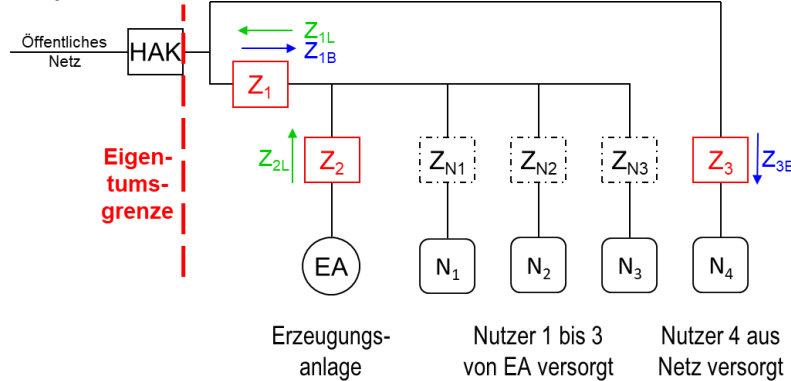 Öffentliches
Netz
HAK
Z1L
Z1B
Z1
Eigen-
tums-
grenze
Z2L
Z2
ZN1
ZN2
ZN3
Z3
Z3B
EA
N1
N2
N3
N4
Erzeugungs-
anlage
Nutzer 1 bis 3
von EA versorgt
Nutzer 4 aus
Netz versorgt